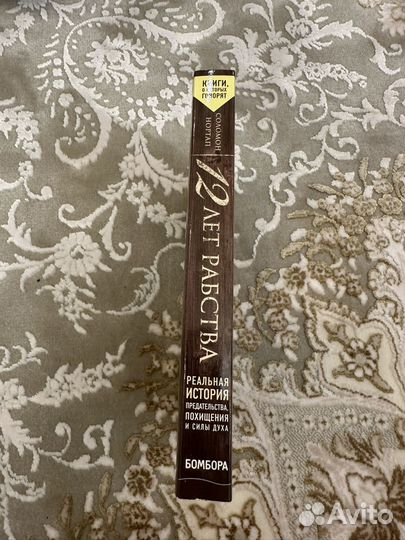 КНИГИ,
О КОТОРЫХ
ГОВОРЯТ
СОЛОМОН
НОРТАП
12 ЛЕТ РАБСТВА
РЕАЛЬНАЯ
ИСТОРИЯ
ПРЕДАТЕЛЬСТВА,
ПОХИЩЕНИЯ
И СИЛЫ ДУХА
БОМБОРА
Avito